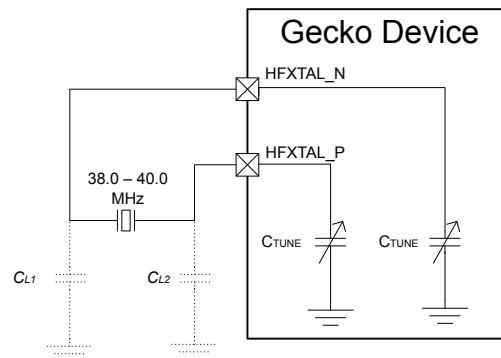 Gecko Device
HFXTAL_N
HFXTAL_P
38.0 – 40.0
MHz
CTUNE
CTUNE
CL1
CL2